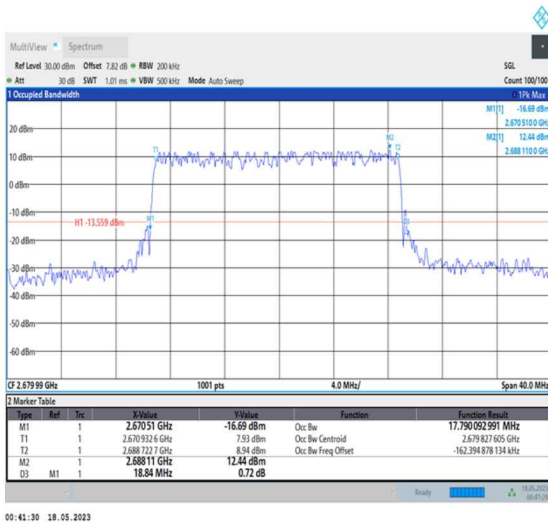 MultiView Spectrum
Ref Level 30.00 dBm Offset 7.82 dB RBW 200 kHz SGL
Att 30 dB SWT 1.01 ms VBW 500 kHz Mode Auto Sweep Count 100/100
1 Occupied Bandwidth 1Pk Max
M1[1] -16.69 dBm
2.670 510 0 GHz
M2[1] 12.44 dBm
2.688 110 0 GHz
20 dBm
M2
T1 T2
10 dBm
0 dBm
-10 dBm
M1 D3
H1 -13.559 dBm
-20 dBm
-30 dBm
-40 dBm
-50 dBm
-60 dBm
CF 2.679 99 GHz 1001 pts 4.0 MHz/ Span 40.0 MHz
2 Marker Table
Type Ref Trc X-Value Y-Value Function Function Result
M1 1 2.670 51 GHz -16.69 dBm Occ Bw 17.790 092 991 MHz
T1 1 2.670 932 6 GHz 7.93 dBm Occ Bw Centroid 2.679 827 605 GHz
T2 1 2.688 722 7 GHz 8.94 dBm Occ Bw Freq Offset -162.394 878 134 kHz
M2 1 2.688 11 GHz 12.44 dBm
D3 M1 1 18.84 MHz 0.72 dB
Ready 18.05.2023
00:41:29
00:41:30 18.05.2023